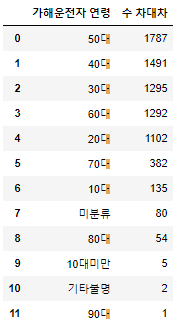 가해운전자 연령 수 차대차
0 50대 1787
1 40대 1491
2 30대 1295
3 60대 1292
4 20대 1102
5 70대 382
6 10대 135
7 미분류 80
8 80대 54
9 10대미만 5
10 기타불명 2
11 90대 1